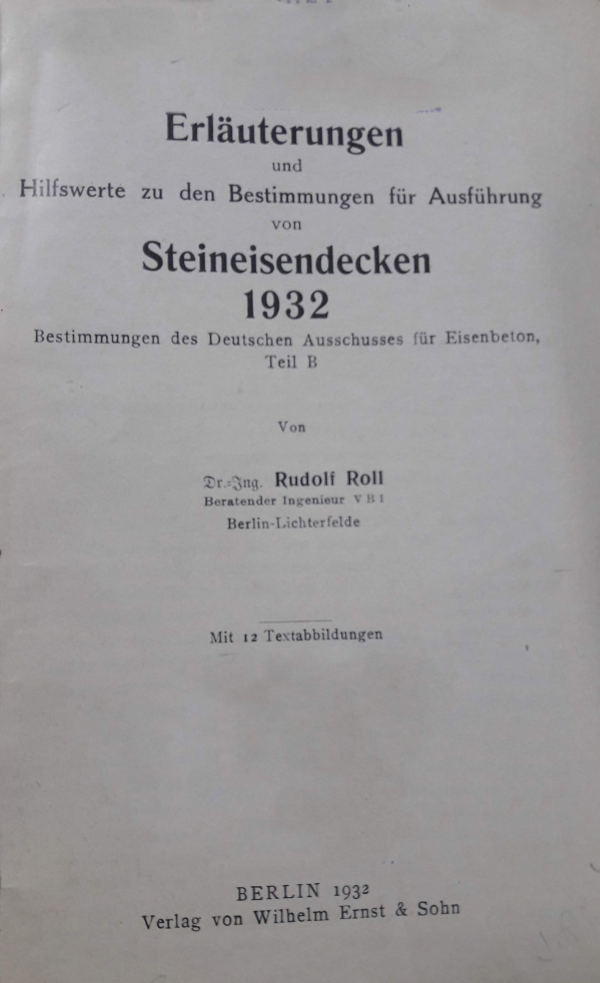 Erläuterungen
und
Hilfswerte zu den Bestimmungen für Ausführung
von
Steineisendecken
1932
Bestimmungen des Deutschen Ausschusses für Eisenbeton,
Teil B
Von
Dr.=Ing. Rudolf Roll
Beratender Ingenieur VBI
Berlin-Lichterfelde
Mit 12 Textabbildungen
BERLIN 1932
Verlag von Wilhelm Ernst & Sohn